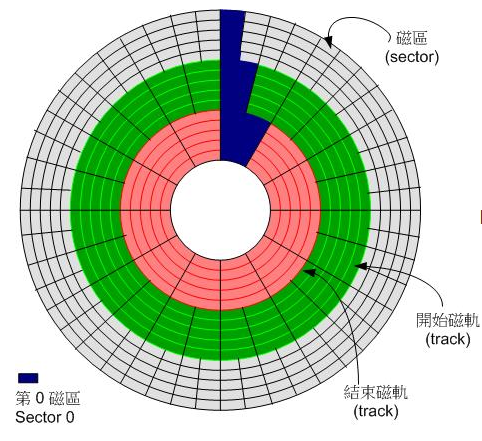 磁區
(sector)
開始磁軌
(track)
結束磁軌
(track)
第 0 磁區
Sector 0